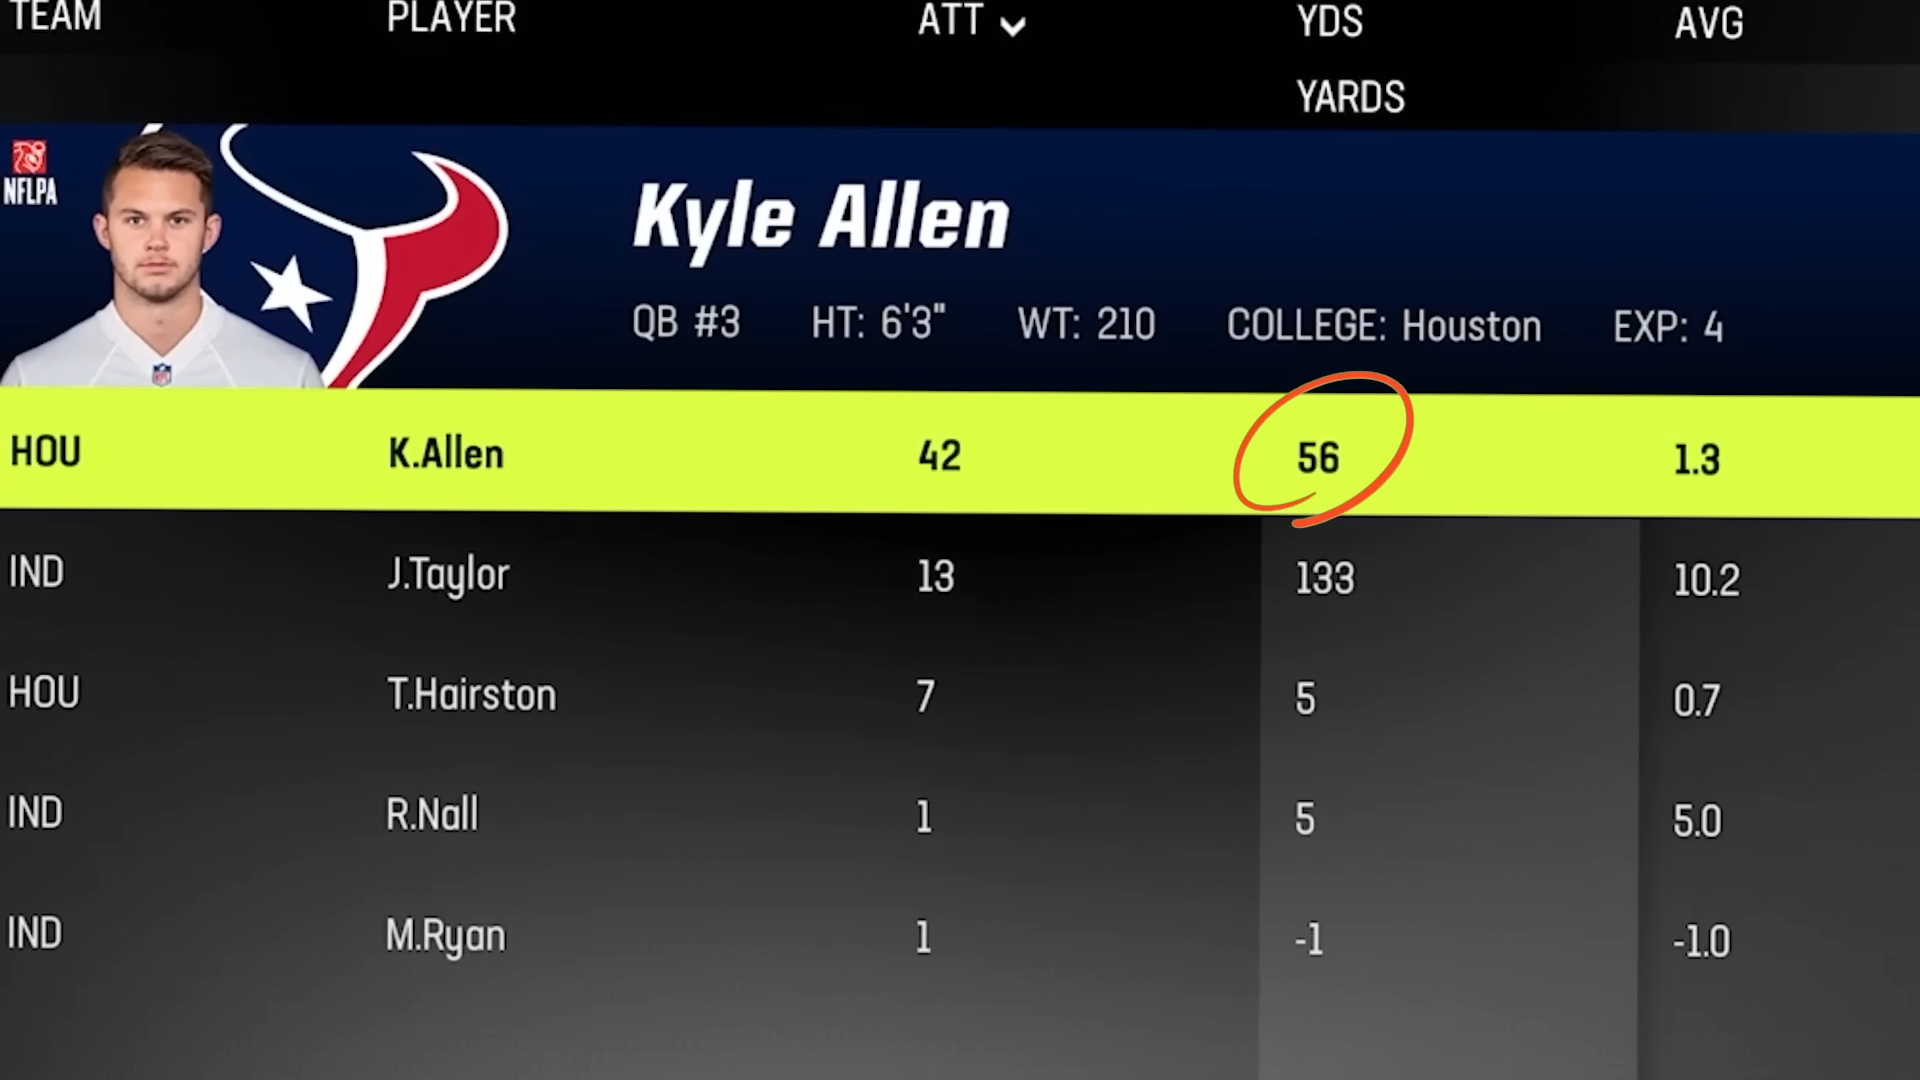 TEAM PLAYER ATT YDS AVG
YARDS
NFLPA
Kyle Allen
QB #3 HT: 6'3" WT: 210 COLLEGE: Houston EXP: 4
HOU K.Allen 42 56 1.3
IND J.Taylor 13 133 10.2
HOU T.Hairston 7 5 0.7
IND R.Nall 1 5 5.0
IND M.Ryan 1 -1 -1.0